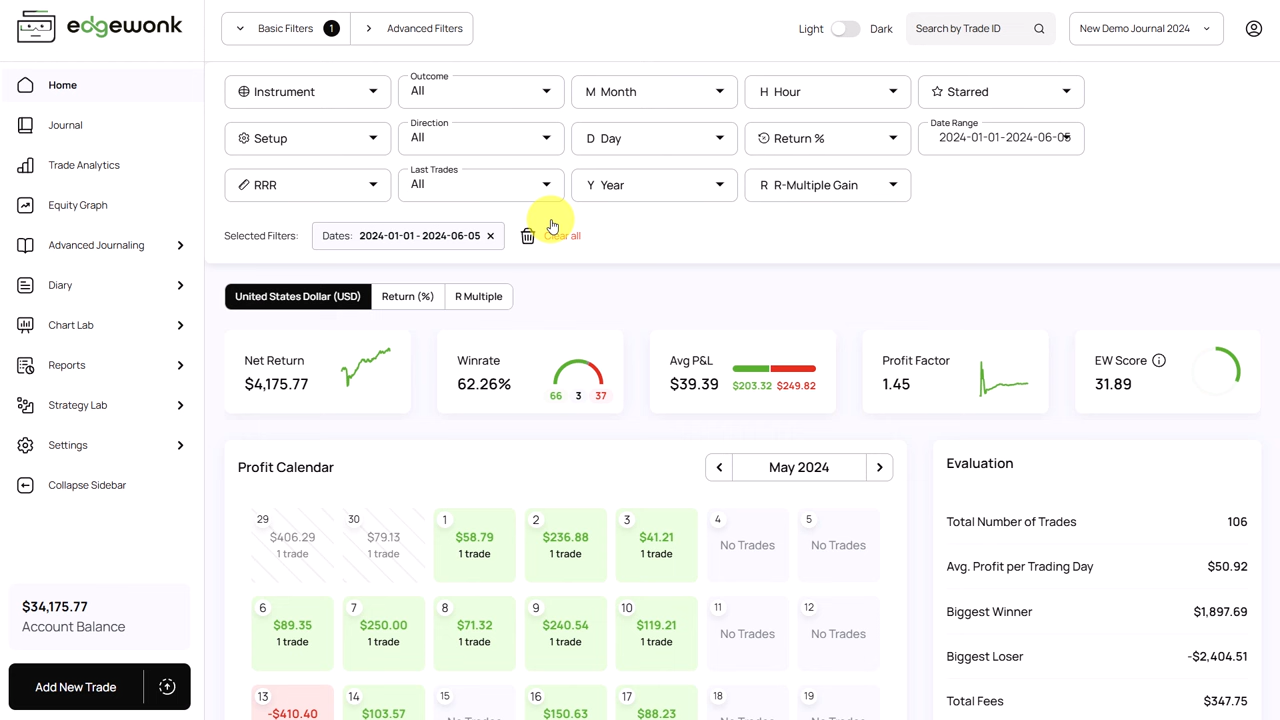 edgewonk
Basic Filters 1
Advanced Filters
Light
Dark
Search by Trade ID
New Demo Journal 2024
Home
Journal
Trade Analytics
Equity Graph
Advanced Journaling
Diary
Chart Lab
Reports
Strategy Lab
Settings
Collapse Sidebar
$34,175.77
Account Balance
Add New Trade
Instrument
Outcome
All
M Month
H Hour
Starred
Setup
Direction
All
D Day
Return %
Date Range
2024-01-01-2024-06-05
RRR
Last Trades
All
Y Year
R R-Multiple Gain
Selected Filters:
Dates: 2024-01-01 - 2024-06-05 ×
Clear all
United States Dollar (USD)
Return (%)
R Multiple
Net Return
$4,175.77
Winrate
62.26%
66 3 37
Avg P&L
$39.39
$203.32 $249.82
Profit Factor
1.45
EW Score
31.89
Profit Calendar
May 2024
29
$406.29
1 trade
30
$79.13
1 trade
1
$58.79
1 trade
2
$236.88
1 trade
3
$41.21
1 trade
4
No Trades
5
No Trades
6
$89.35
1 trade
7
$250.00
1 trade
8
$71.32
1 trade
9
$240.54
1 trade
10
$119.21
1 trade
11
No Trades
12
No Trades
13
-$410.40
14
$103.57
15
No Trades
16
$150.63
17
$88.23
18
No Trades
19
No Trades
Evaluation
Total Number of Trades 106
Avg. Profit per Trading Day $50.92
Biggest Winner $1,897.69
Biggest Loser -$2,404.51
Total Fees $347.75